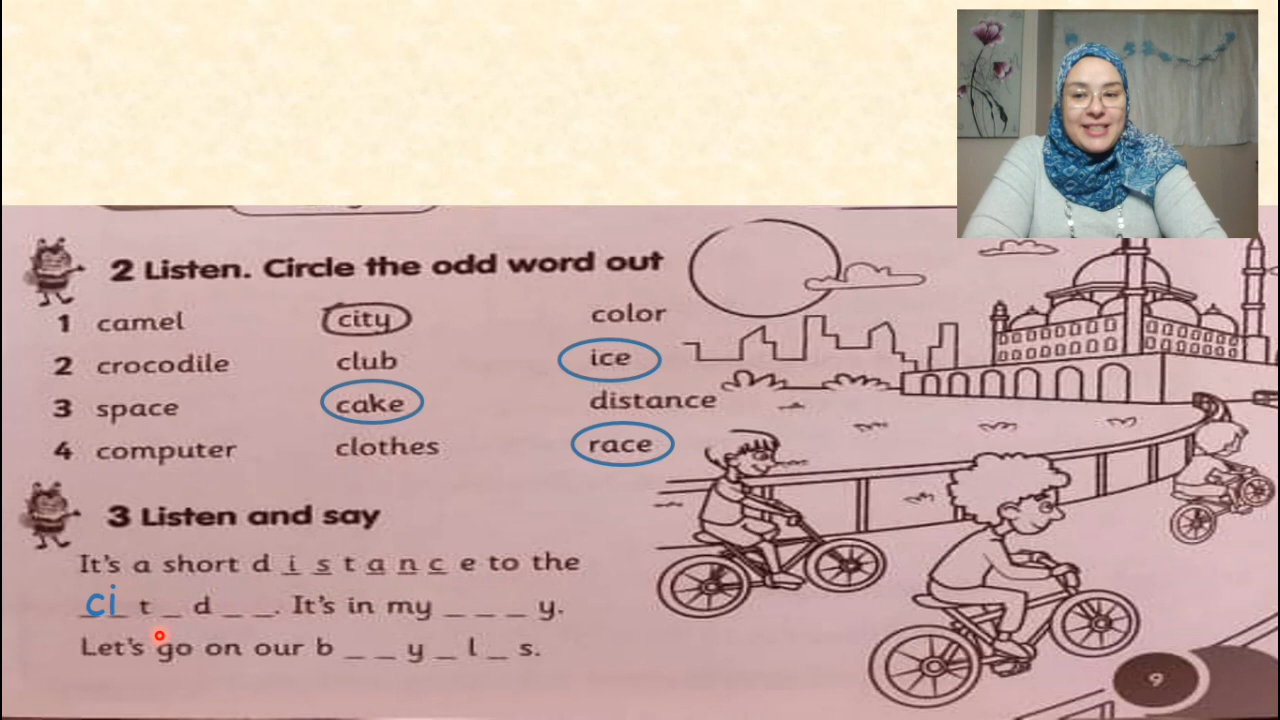 2 Listen. Circle the odd word out
1 camel city color
2 crocodile club ice
3 space cake distance
4 computer clothes race
3 Listen and say
It's a short d i s t a n c e to the
ci t _ d _ _. It's in my _ _ _ y.
Let's go on our b _ _ y _ l _ s.
9